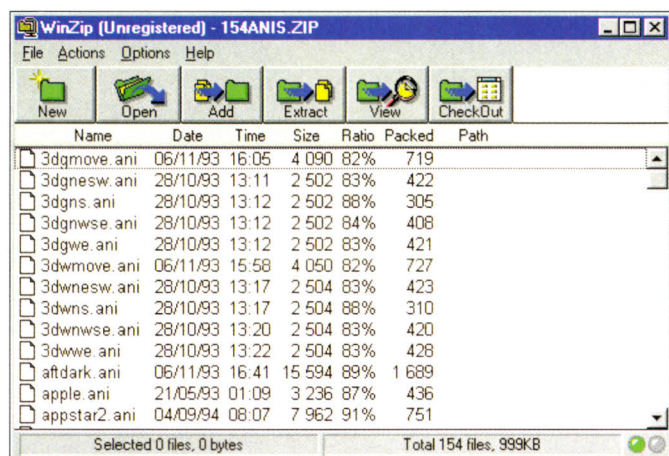 WinZip (Unregistered) - 154ANIS.ZIP
File Actions Options Help
New Open Add Extract View CheckOut
Name Date Time Size Ratio Packed Path
3dgmove.ani 06/11/93 16:05 4 090 82% 719
3dgnesw.ani 28/10/93 13:11 2 502 83% 422
3dgns.ani 28/10/93 13:12 2 502 88% 305
3dgnwse.ani 28/10/93 13:12 2 502 84% 408
3dgwe.ani 28/10/93 13:12 2 502 83% 421
3dwmove.ani 06/11/93 15:58 4 050 82% 727
3dwnesw.ani 28/10/93 13:17 2 504 83% 423
3dwns.ani 28/10/93 13:17 2 504 88% 310
3dwnwse.ani 28/10/93 13:20 2 504 83% 420
3dwwe.ani 28/10/93 13:22 2 504 83% 428
aftdark.ani 06/11/93 16:41 15 594 89% 1 689
apple.ani 21/05/93 01:09 3 236 87% 436
appstar2.ani 04/09/94 08:07 7 962 91% 751
Selected 0 files, 0 bytes Total 154 files, 999KB